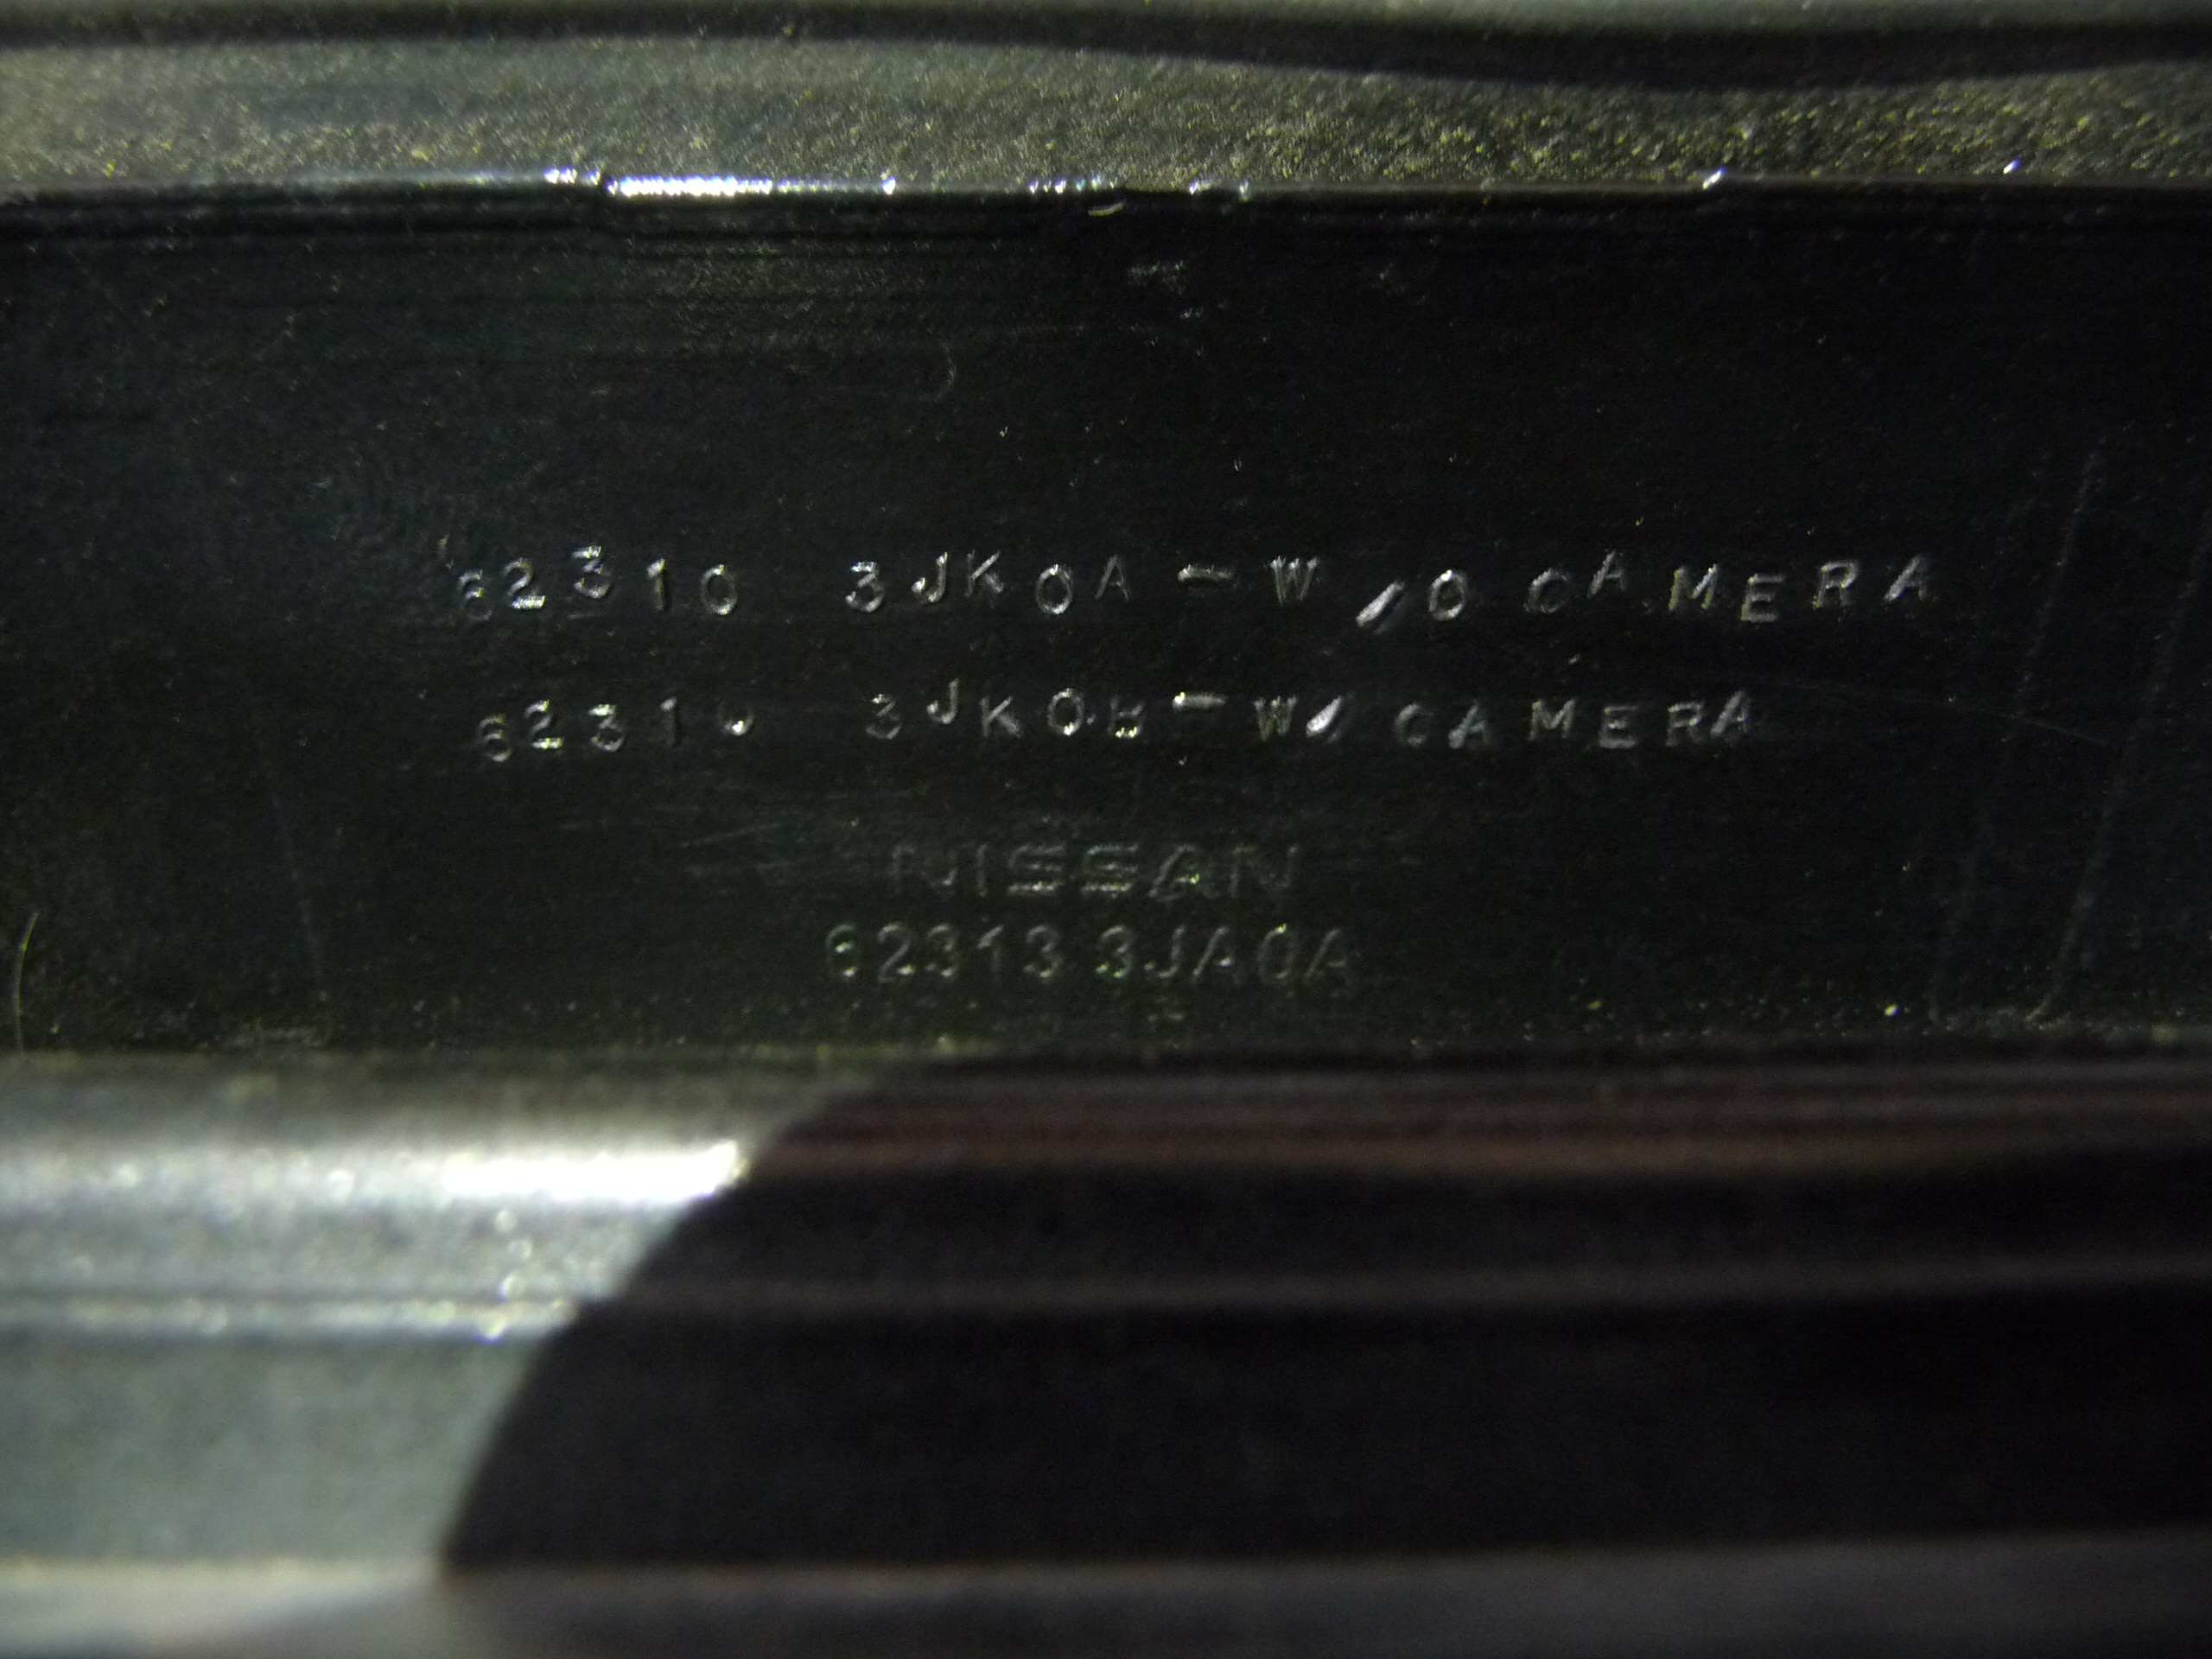 62310 3JK0A-W/O CAMERA
62310 3JK0B-W/ CAMERA
NISSAN
62313 3JA0A